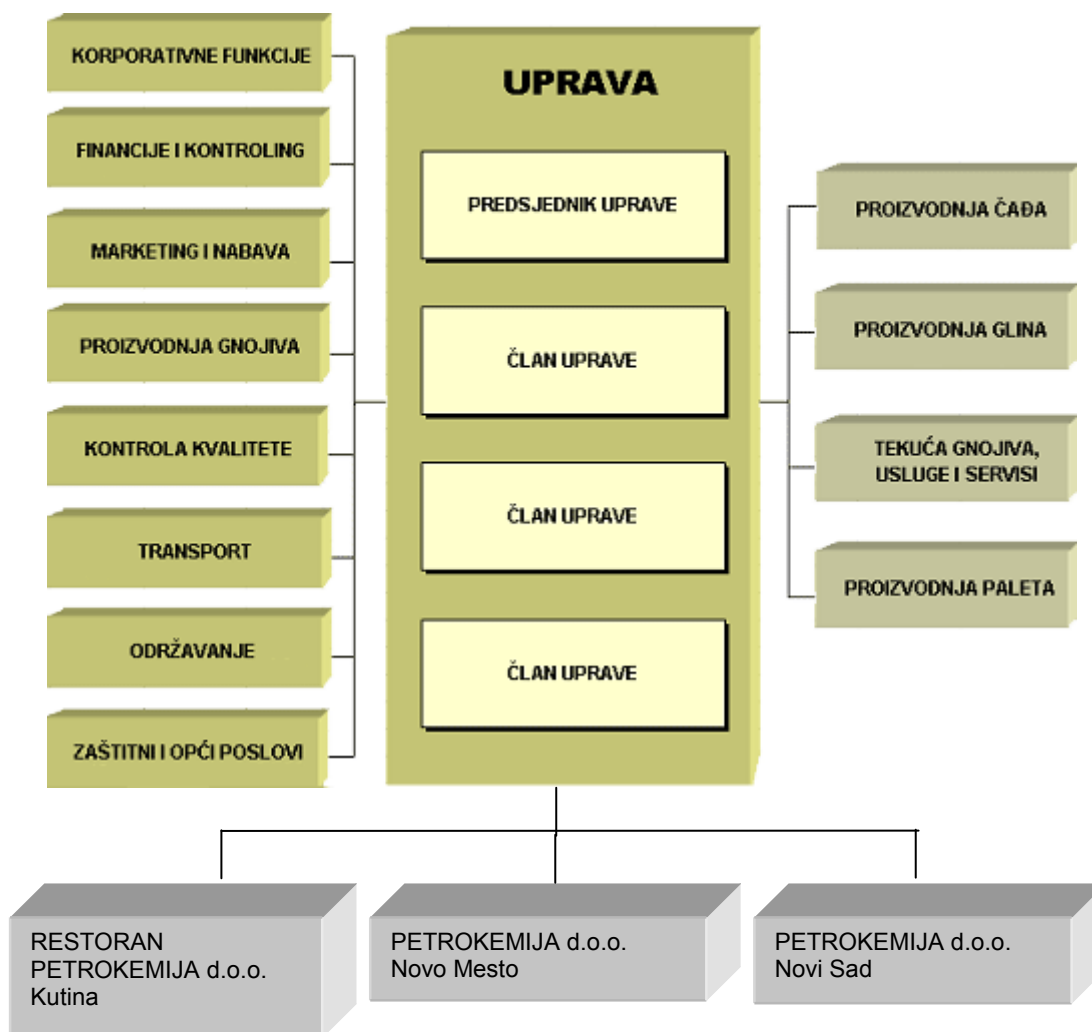 KORPORATIVNE FUNKCIJE
FINANCIJE I KONTROLING
MARKETING I NABAVA
PROIZVODNJA GNOJIVA
KONTROLA KVALITETE
TRANSPORT
ODRŽAVANJE
ZAŠTITNI I OPĆI POSLOVI
UPRAVA
PREDSJEDNIK UPRAVE
ČLAN UPRAVE
ČLAN UPRAVE
ČLAN UPRAVE
PROIZVODNJA ČAĐA
PROIZVODNJA GLINA
TEKUĆA GNOJIVA,
USLUGE I SERVISI
PROIZVODNJA PALETA
RESTORAN
PETROKEMIJA d.o.o.
Kutina
PETROKEMIJA d.o.o.
Novo Mesto
PETROKEMIJA d.o.o.
Novi Sad